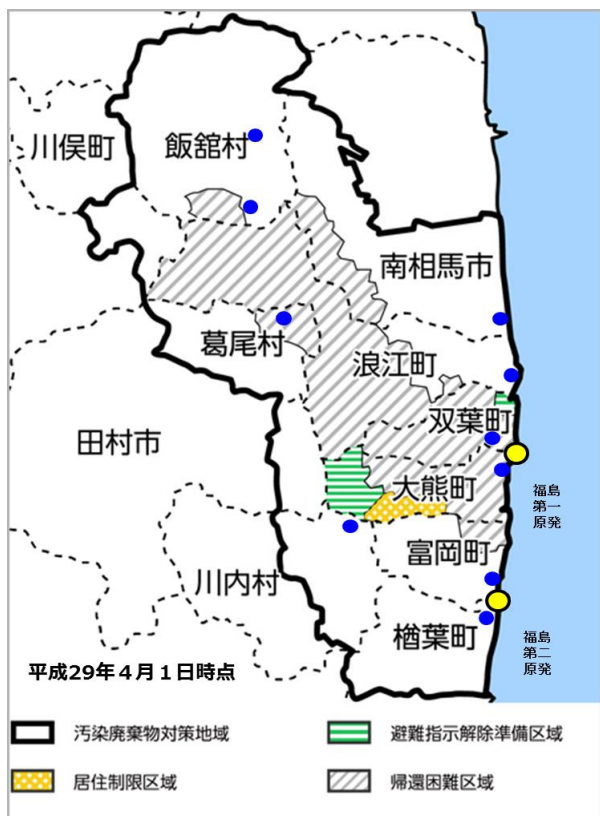 川俣町
飯舘村
南相馬市
葛尾村
浪江町
双葉町
田村市
大熊町
福島
第一
原発
富岡町
川内村
楢葉町
福島
第二
原発
平成29年4月1日時点
汚染廃棄物対策地域
避難指示解除準備区域
居住制限区域
帰還困難区域